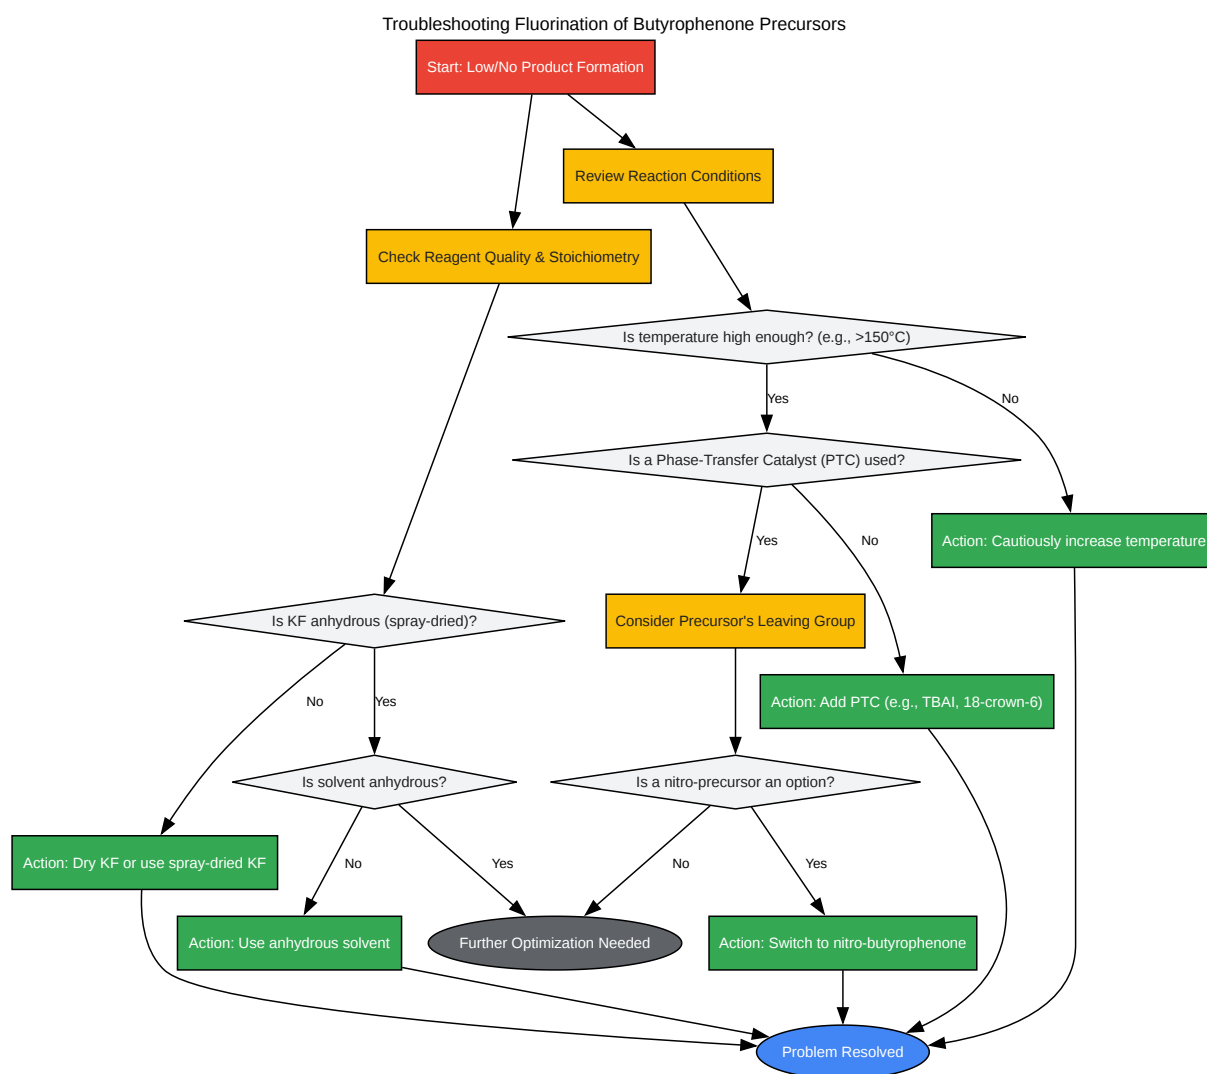 Troubleshooting Fluorination of Butyrophenone Precursors
Start: Low/No Product Formation
Review Reaction Conditions
Check Reagent Quality & Stoichiometry
Is temperature high enough? (e.g., >150°C)
Yes
No
Is a Phase-Transfer Catalyst (PTC) used?
Yes
No
Action: Cautiously increase temperature
Is KF anhydrous (spray-dried)?
Consider Precursor's Leaving Group
No
Yes
Action: Add PTC (e.g., TBAI, 18-crown-6)
Is solvent anhydrous?
Is a nitro-precursor an option?
Action: Dry KF or use spray-dried KF
No
Yes
No
Yes
Action: Use anhydrous solvent
Further Optimization Needed
Action: Switch to nitro-butyrophenone
Problem Resolved